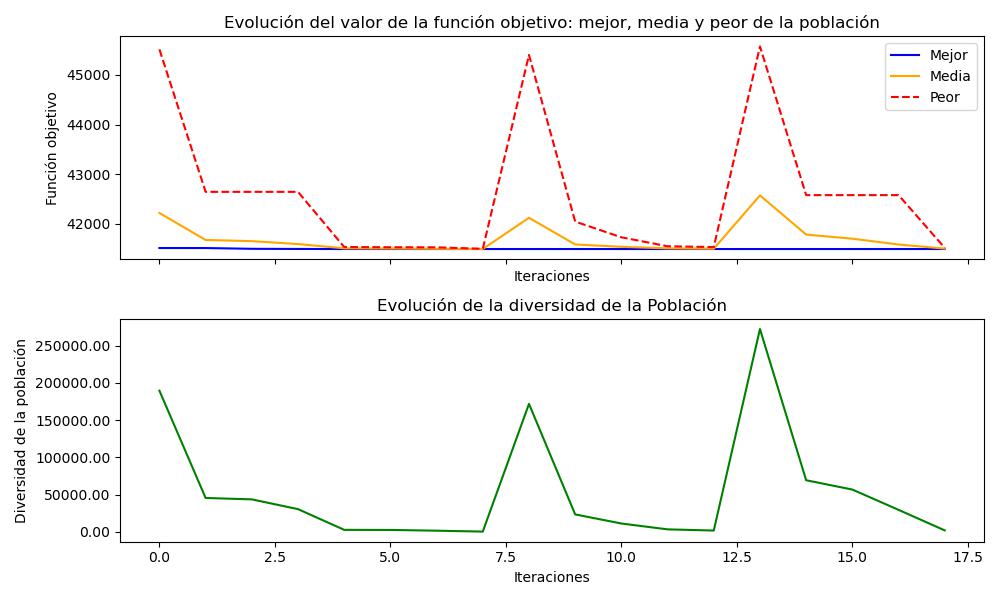 Evolución del valor de la función objetivo: mejor, media y peor de la población
Función objetivo
45000
44000
43000
42000
Mejor
Media
Peor
Iteraciones
Evolución de la diversidad de la Población
Diversidad de la población
250000.00
200000.00
150000.00
100000.00
50000.00
0.00
0.0 2.5 5.0 7.5 10.0 12.5 15.0 17.5
Iteraciones